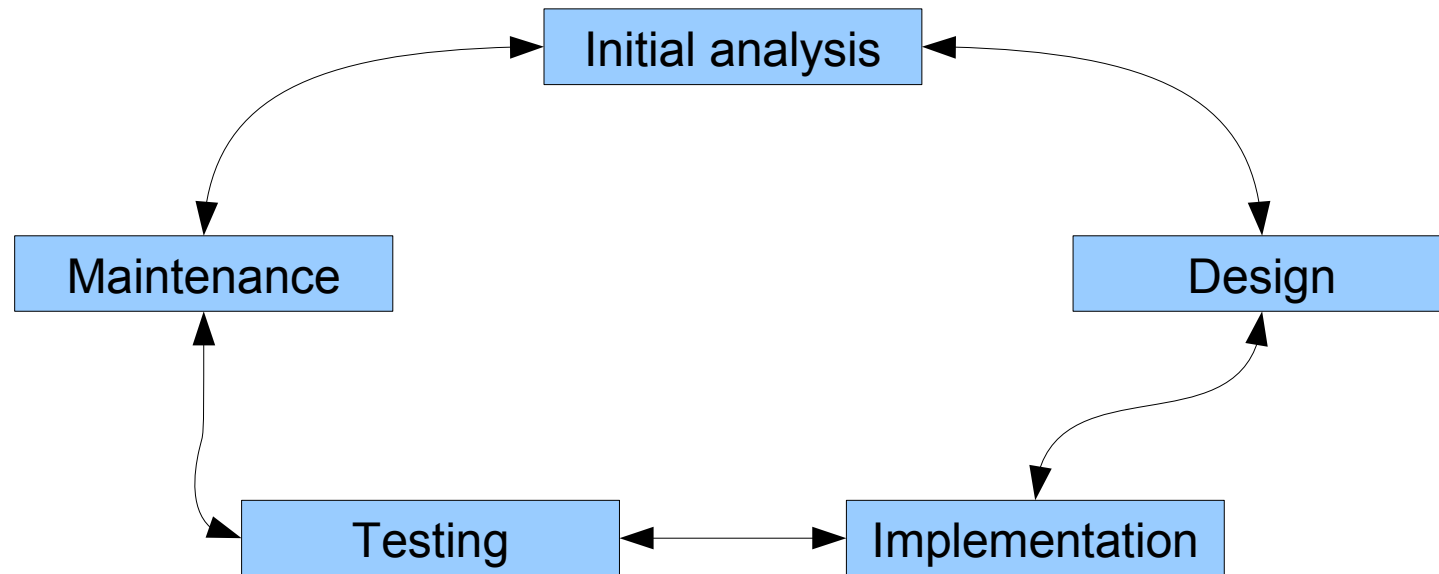 Initial analysis
Maintenance
Design
Testing
Implementation